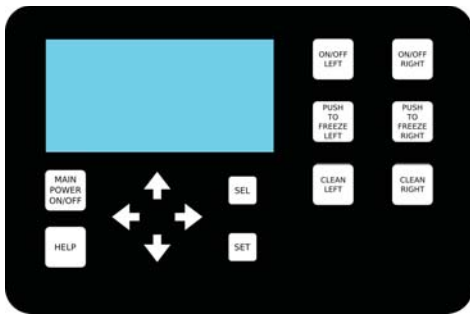 ON/OFF
LEFT
ON/OFF
RIGHT
PUSH
TO
FREEZE
LEFT
PUSH
TO
FREEZE
RIGHT
MAIN
POWER
ON/OFF
SEL
CLEAN
LEFT
CLEAN
RIGHT
HELP
SET